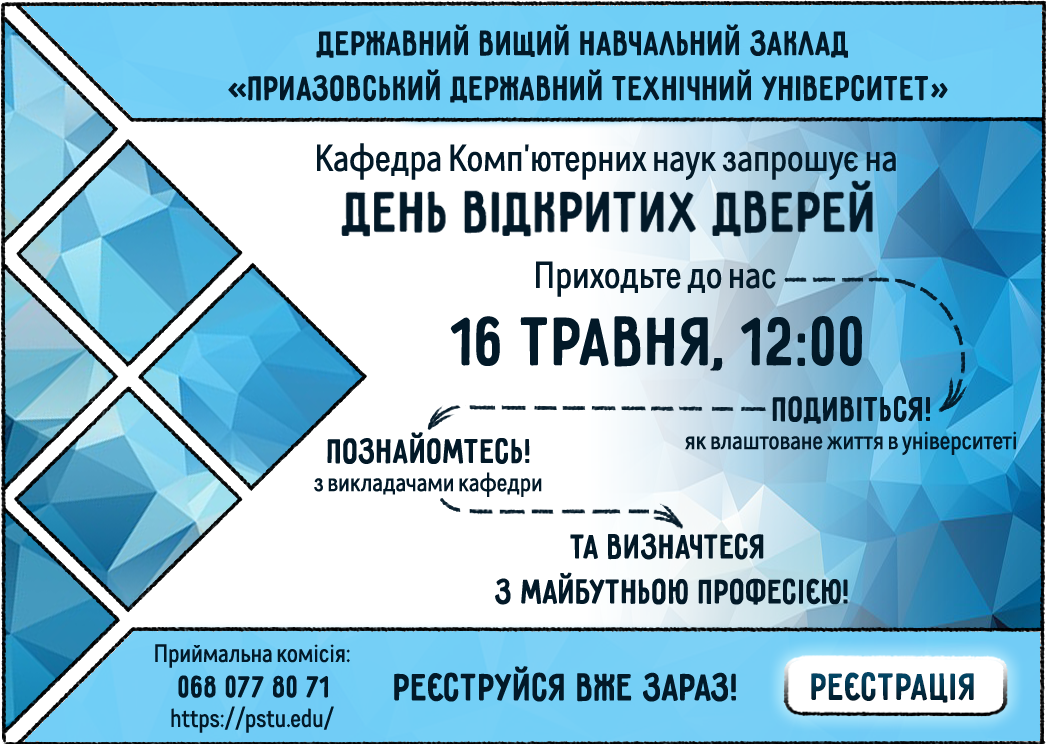 ДЕРЖАВНИЙ ВИЩИЙ НАВЧАЛЬНИЙ ЗАКЛАД
«ПРИАЗОВСЬКИЙ ДЕРЖАВНИЙ ТЕХНІЧНИЙ УНІВЕРСИТЕТ»
Кафедра Комп'ютерних наук запрошує на
ДЕНЬ ВІДКРИТИХ ДВЕРЕЙ
Приходьте до нас
16 ТРАВНЯ, 12:00
ПОДИВІТЬСЯ!
як влаштоване життя в університеті
ПОЗНАЙОМТЕСЬ!
з викладачами кафедри
ТА ВИЗНАЧТЕСЯ
З МАЙБУТНЬОЮ ПРОФЕСІЄЮ!
Приймальна комісія:
068 077 80 71
https://pstu.edu/
РЕЄСТРУЙСЯ ВЖЕ ЗАРАЗ!
РЕЄСТРАЦІЯ